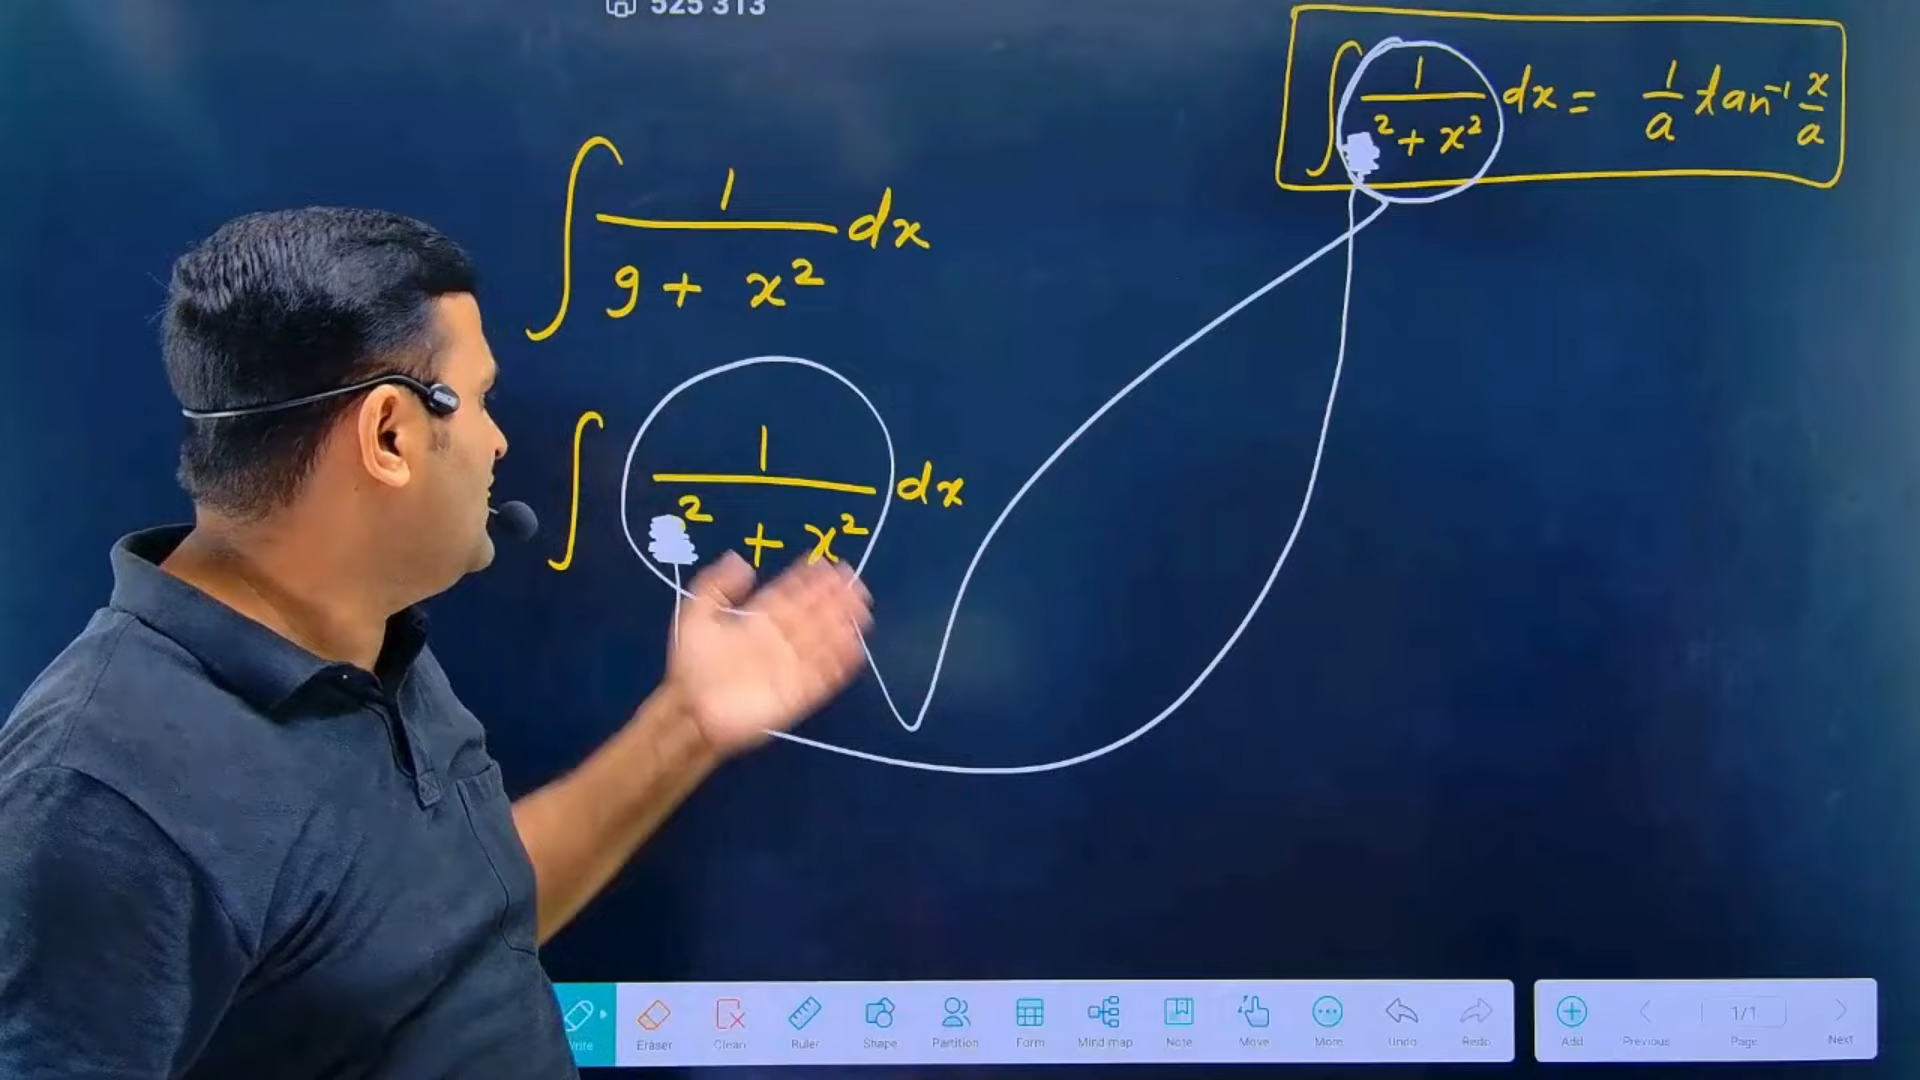 525 313
∫ 1/(² + x²) dx = 1/a tan⁻¹ x/a
∫ 1/(9 + x²) dx
∫ 1/(² + x²) dx
Write Eraser Clean Ruler Shape Partition Form Mind map Note Move More Undo Redo Add Previous 1/1 Page Next